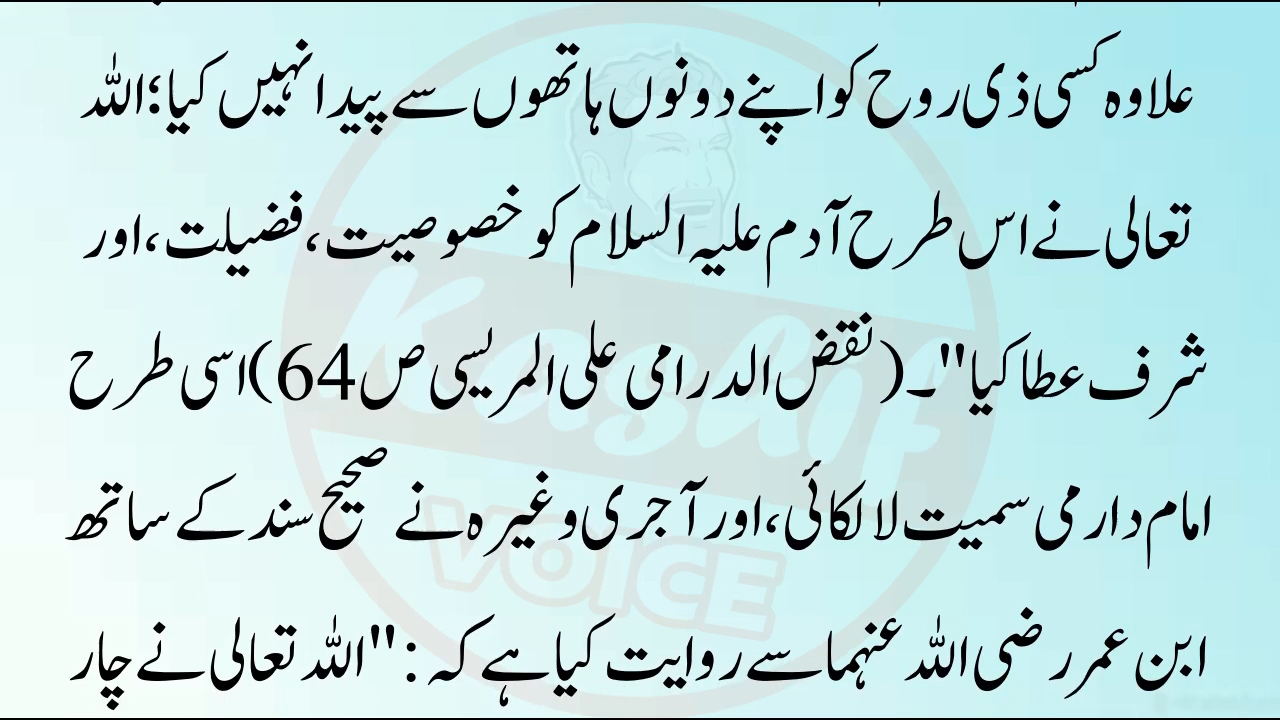 علاوہ کسی ذی روح کو اپنے دونوں ہاتھوں سے پیدا نہیں کیا؛ اللہ
تعالی نے اس طرح آدم علیہ السلام کو خصوصیت، فضیلت، اور
شرف عطا کیا"۔ (نقض الدرامی علی المریسی ص 64) اسی طرح
امام دارمی سمیت لالکائی، اور آجری وغیرہ نے صحیح سند کے ساتھ
ابن عمر رضی اللہ عنہما سے روایت کیا ہے کہ : "اللہ تعالی نے چار
Kashif
VOICE